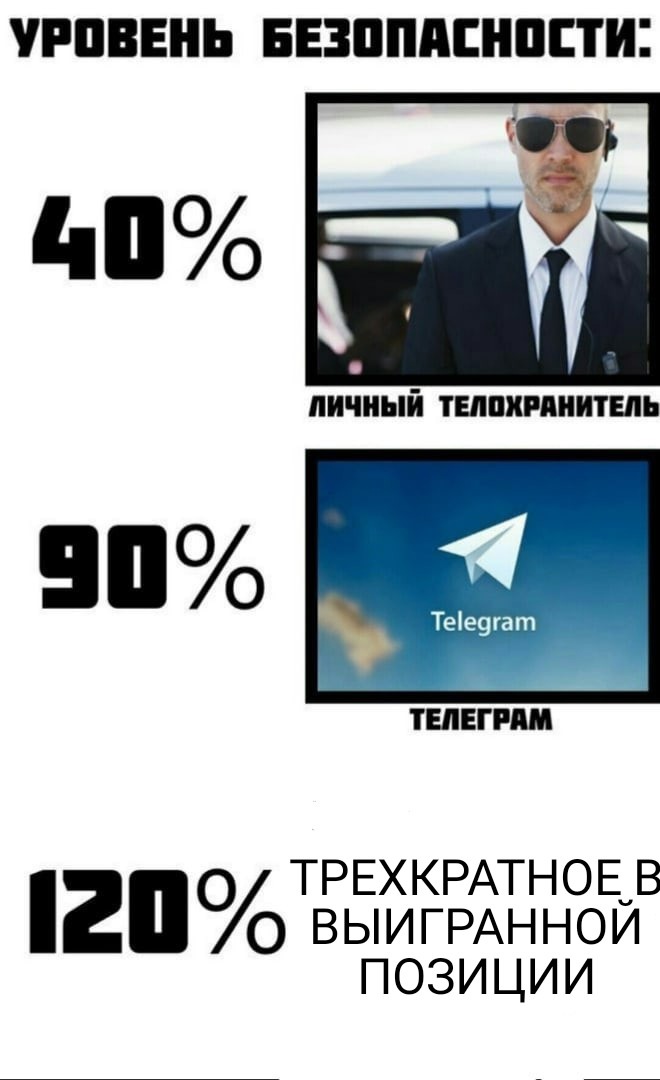 УРОВЕНЬ БЕЗОПАСНОСТИ:
40%
ЛИЧНЫЙ ТЕЛОХРАНИТЕЛЬ
90%
Telegram
ТЕЛЕГРАМ
120%
ТРЕХКРАТНОЕ В
ВЫИГРАННОЙ
ПОЗИЦИИ